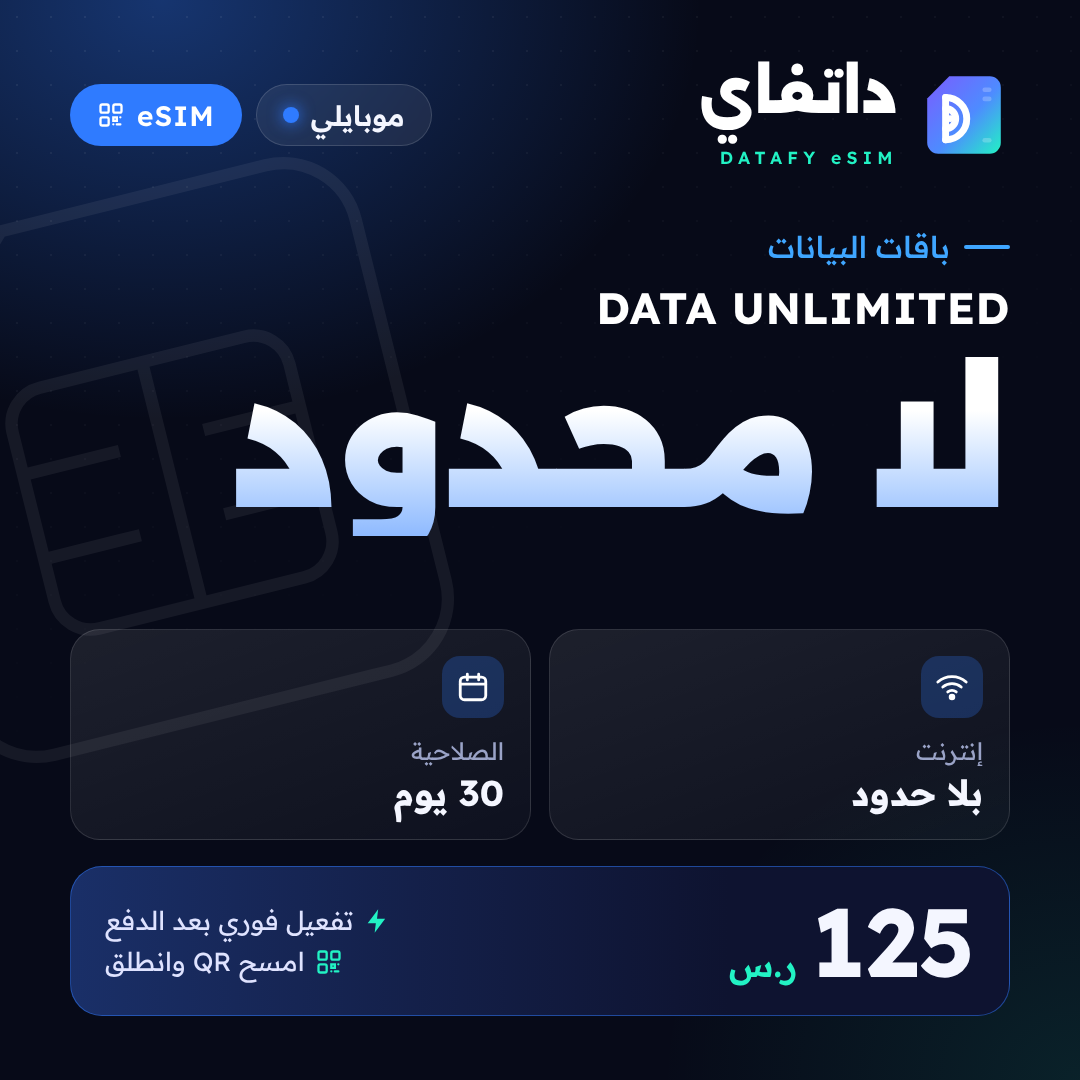 داتفاي
DATAFY eSIM
موبايلي
eSIM
باقات البيانات
DATA UNLIMITED
لا محدود
إنترنت
بلا حدود
الصلاحية
30 يوم
125 ر.س
تفعيل فوري بعد الدفع
امسح QR وانطلق